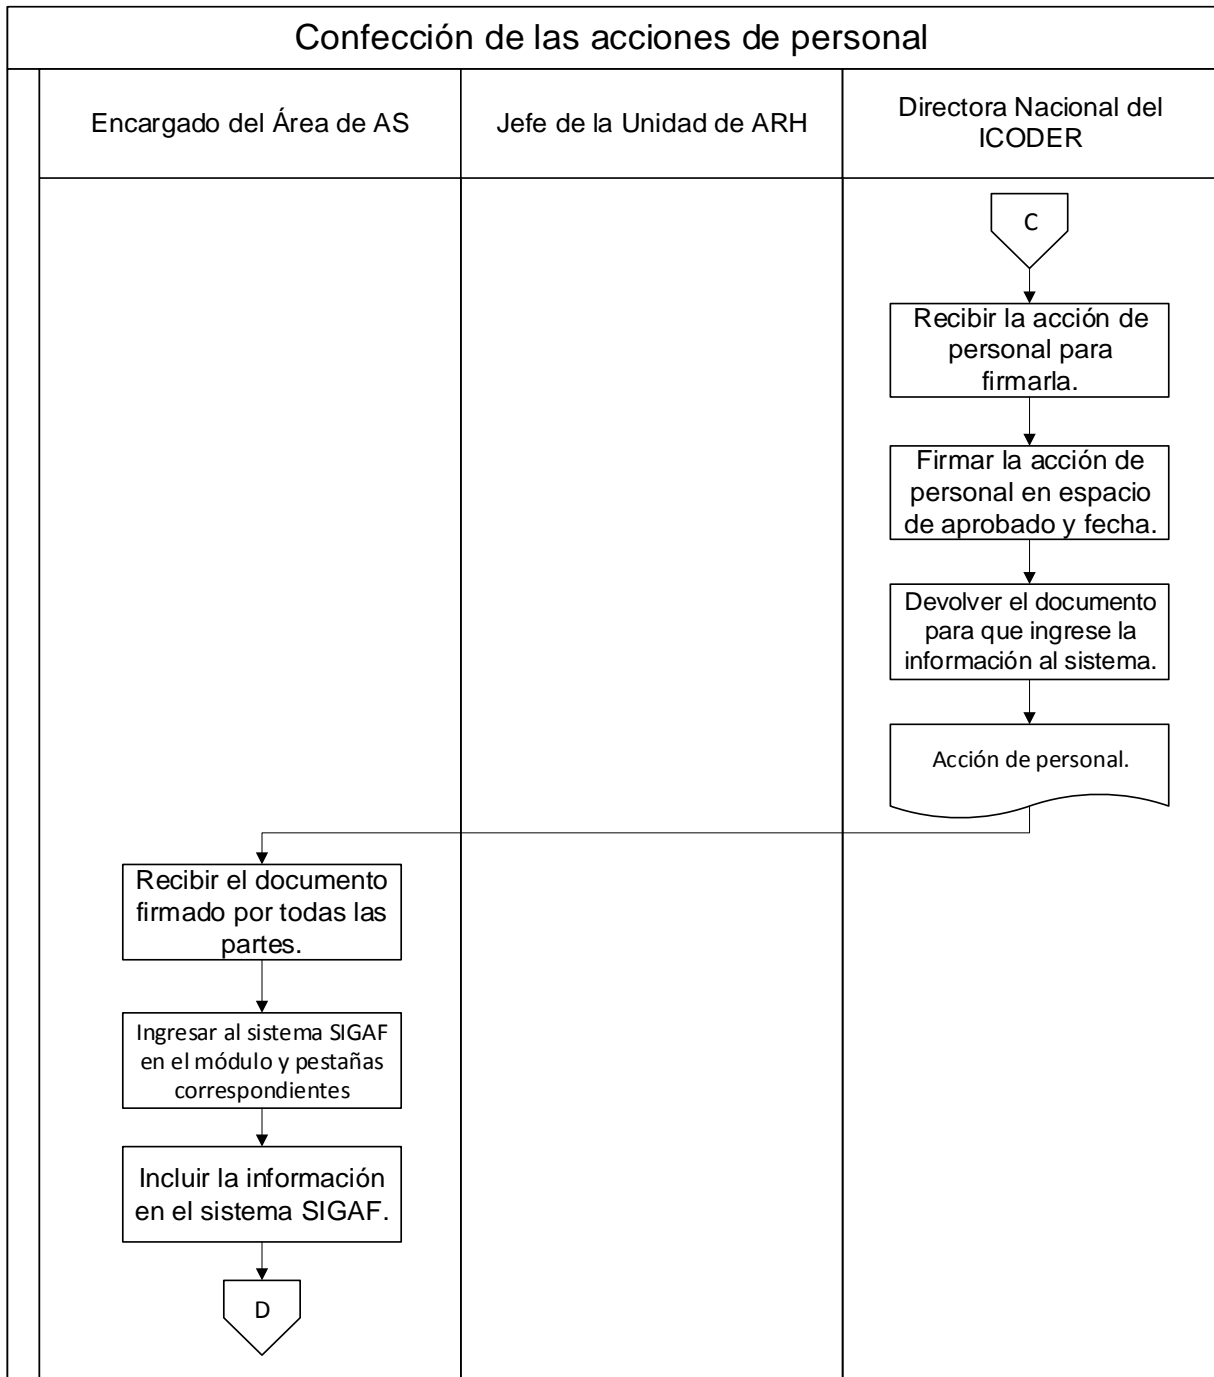 Confección de las acciones de personal
Encargado del Área de AS
Jefe de la Unidad de ARH
Directora Nacional del
ICODER
C
Recibir la acción de
personal para
firmarla.
Firmar la acción de
personal en espacio
de aprobado y fecha.
Devolver el documento
para que ingrese la
información al sistema.
Acción de personal.
Recibir el documento
firmado por todas las
partes.
Ingresar al sistema SIGAF
en el módulo y pestañas
correspondientes
Incluir la información
en el sistema SIGAF.
D